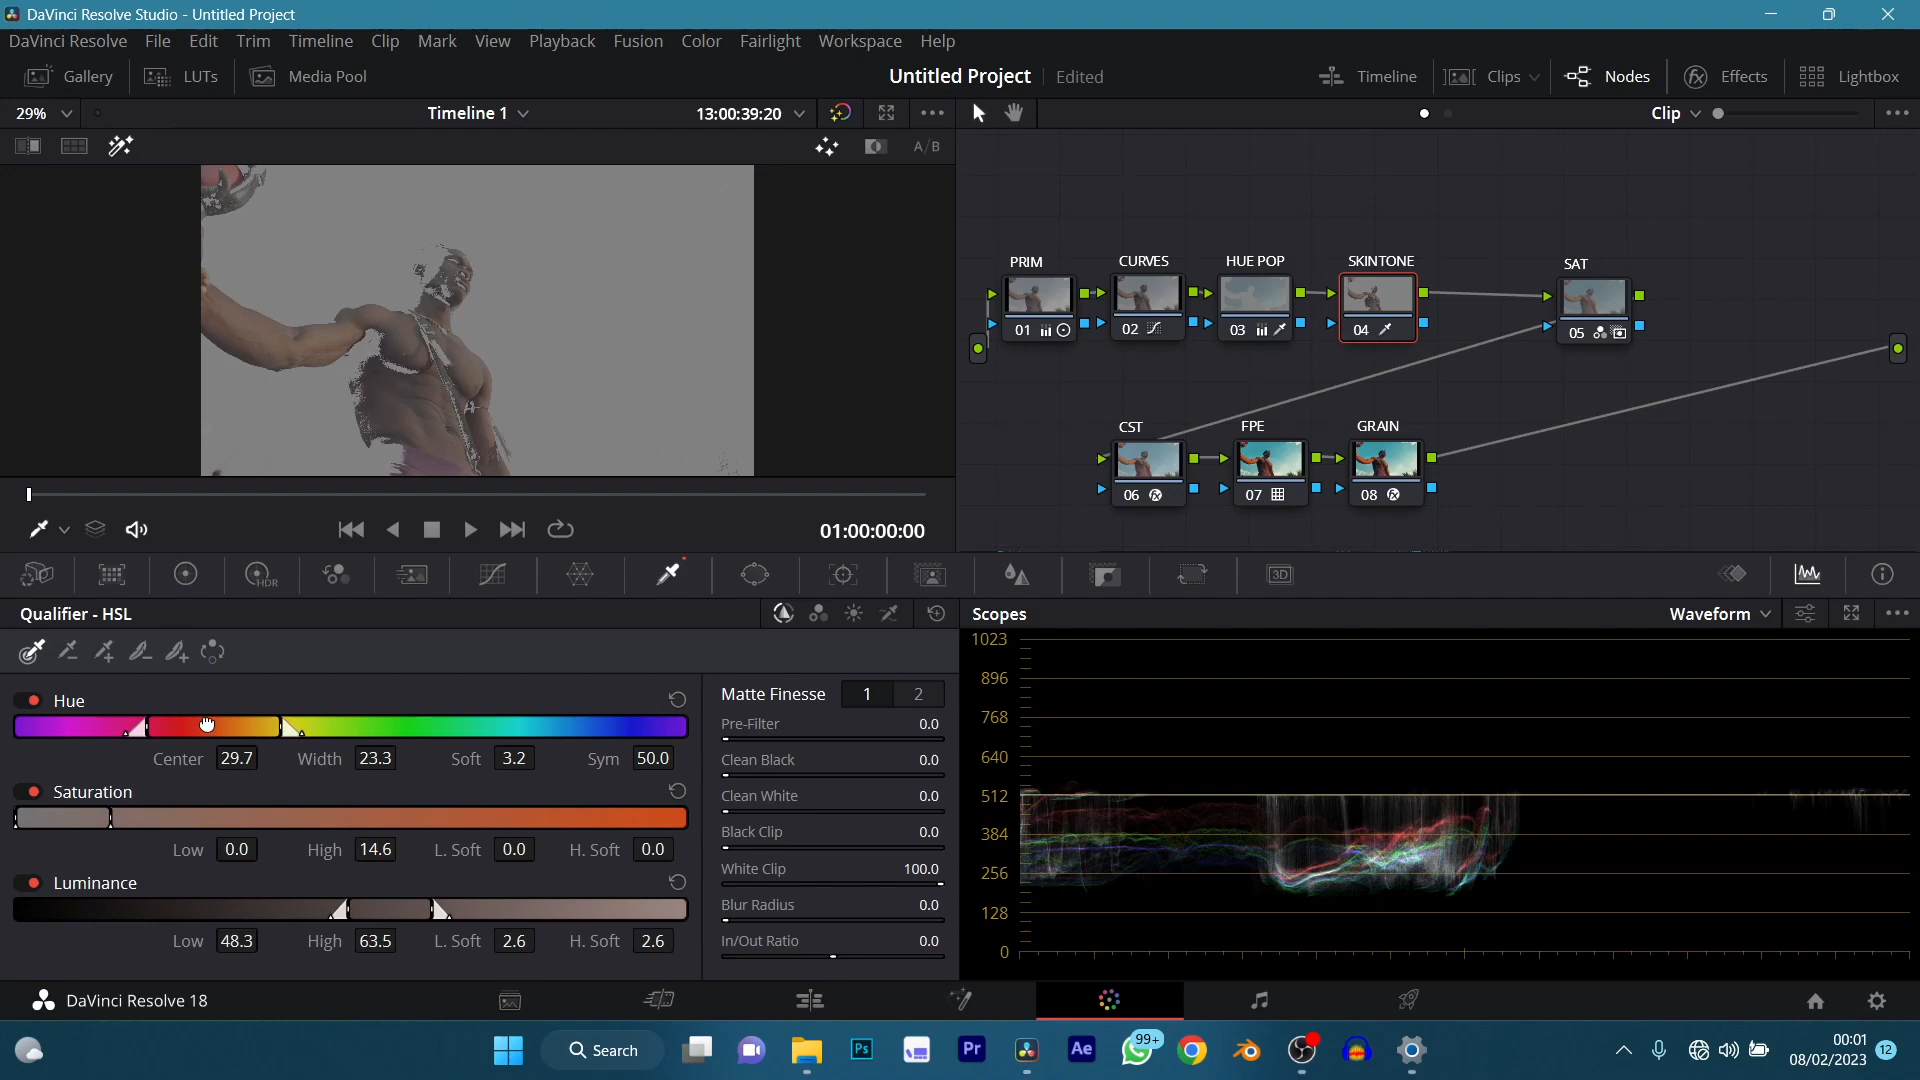 DaVinci Resolve Studio - Untitled Project
DaVinci Resolve File Edit Trim Timeline Clip Mark View Playback Fusion Color Fairlight Workspace Help
Gallery LUTs Media Pool Untitled Project Edited Timeline Clips Nodes Effects Lightbox
29% Timeline 1 13:00:39:20 Clip
A/B
PRIM CURVES HUE POP SKINTONE SAT
01 02 03 04 05
CST FPE GRAIN
06 07 08
01:00:00:00
HDR 3D
Qualifier - HSL Scopes Waveform
Hue
Center 29.7 Width 23.3 Soft 3.2 Sym 50.0
Saturation
Low 0.0 High 14.6 L. Soft 0.0 H. Soft 0.0
Luminance
Low 48.3 High 63.5 L. Soft 2.6 H. Soft 2.6
Matte Finesse 1 2
Pre-Filter 0.0
Clean Black 0.0
Clean White 0.0
Black Clip 0.0
White Clip 100.0
Blur Radius 0.0
In/Out Ratio 0.0
1023
896
768
640
512
384
256
128
0
DaVinci Resolve 18
Search Ps Pr Ae 99+
00:01
08/02/2023 12